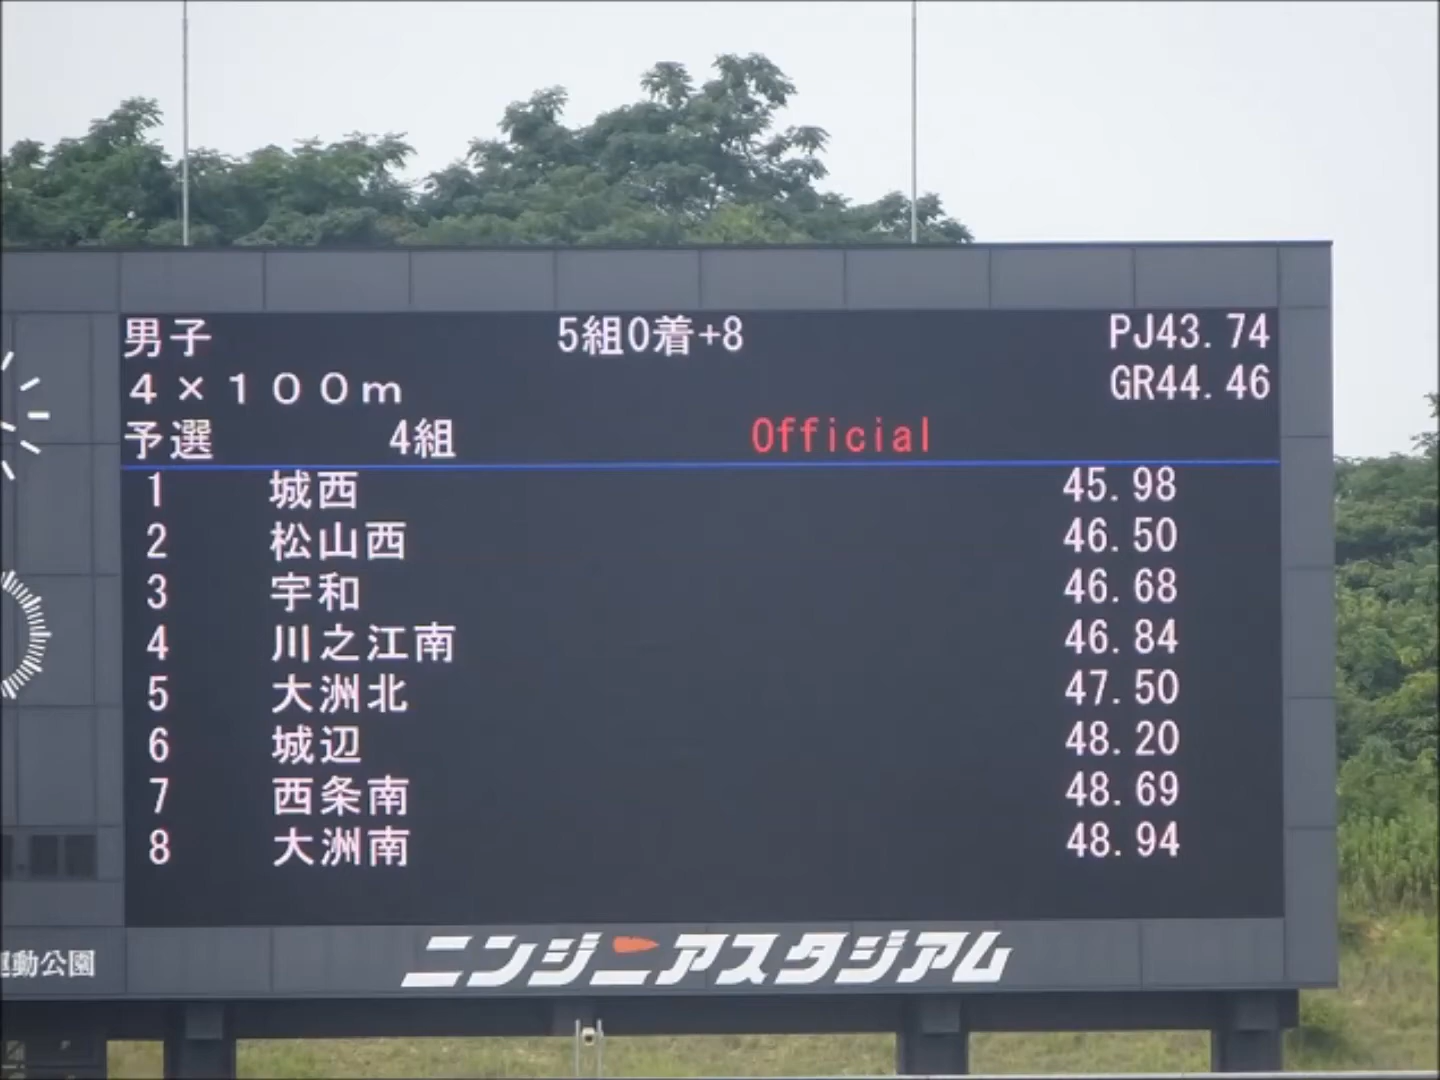 男子 5組0着+8 PJ43.74
４×１００ｍ GR44.46
予選 4組 Official
1 城西 45.98
2 松山西 46.50
3 宇和 46.68
4 川之江南 46.84
5 大洲北 47.50
6 城辺 48.20
7 西条南 48.69
8 大洲南 48.94
動公園
ニンジニアスタジアム